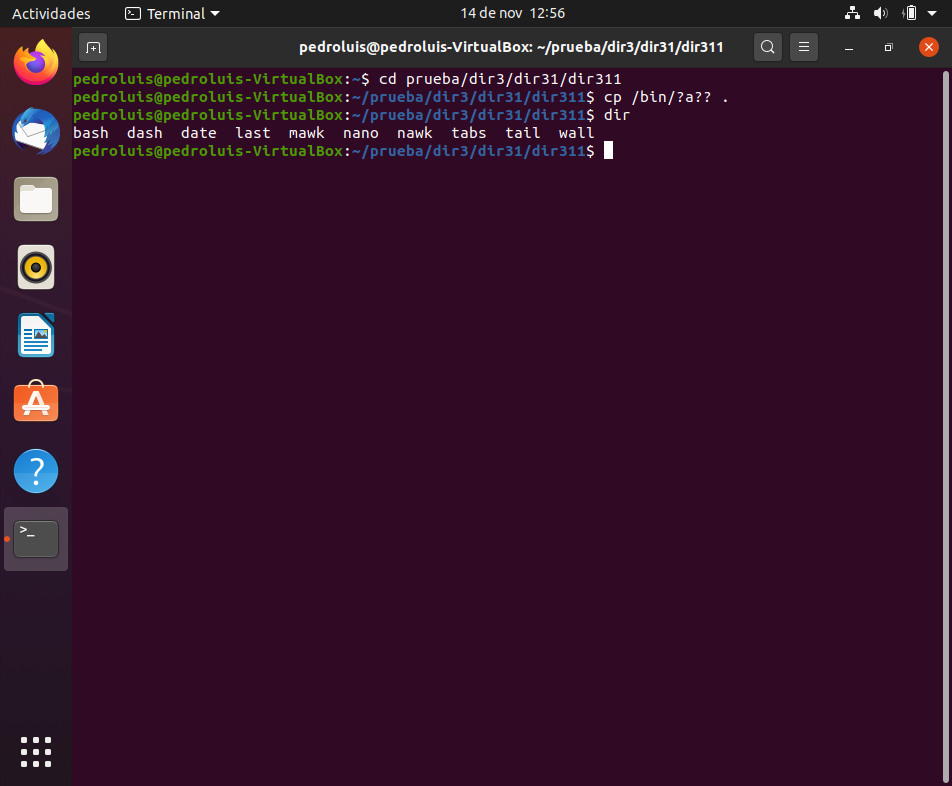 Actividades Terminal 14 de nov 12:56
pedroluis@pedroluis-VirtualBox: ~/prueba/dir3/dir31/dir311
pedroluis@pedroluis-VirtualBox:~$ cd prueba/dir3/dir31/dir311
pedroluis@pedroluis-VirtualBox:~/prueba/dir3/dir31/dir311$ cp /bin/?a?? .
pedroluis@pedroluis-VirtualBox:~/prueba/dir3/dir31/dir311$ dir
bash  dash  date  last  mawk  nano  nawk  tabs  tail  wall
pedroluis@pedroluis-VirtualBox:~/prueba/dir3/dir31/dir311$